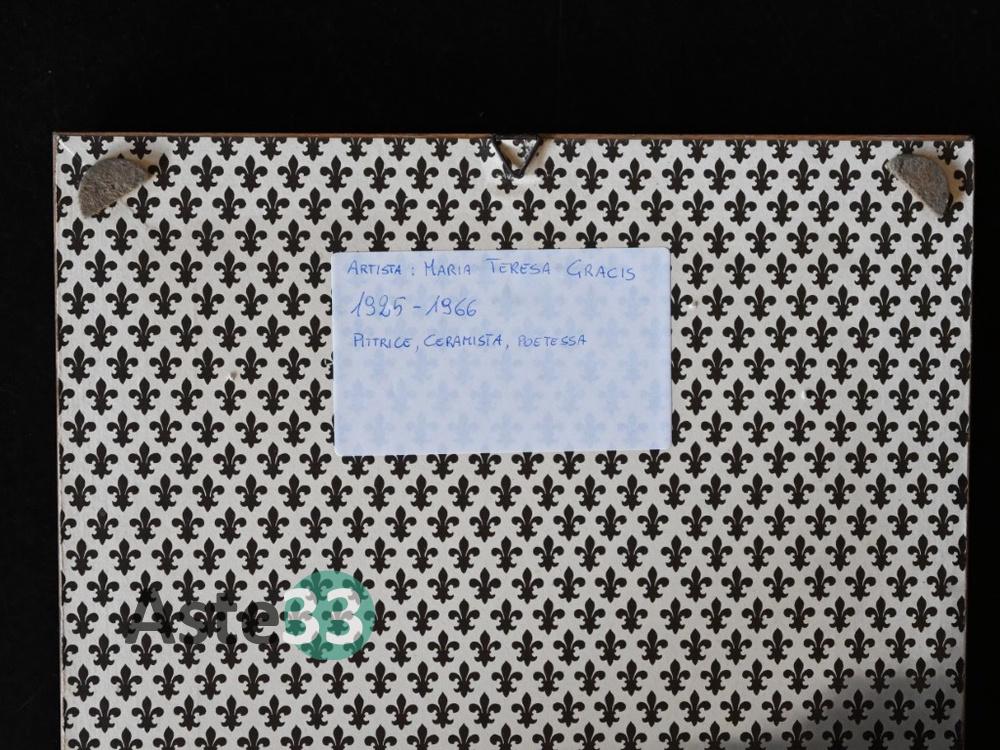 ARTISTA: MARIA TERESA GRACIS
1925-1966
PITTRICE, CERAMISTA, POETESSA
Aste33